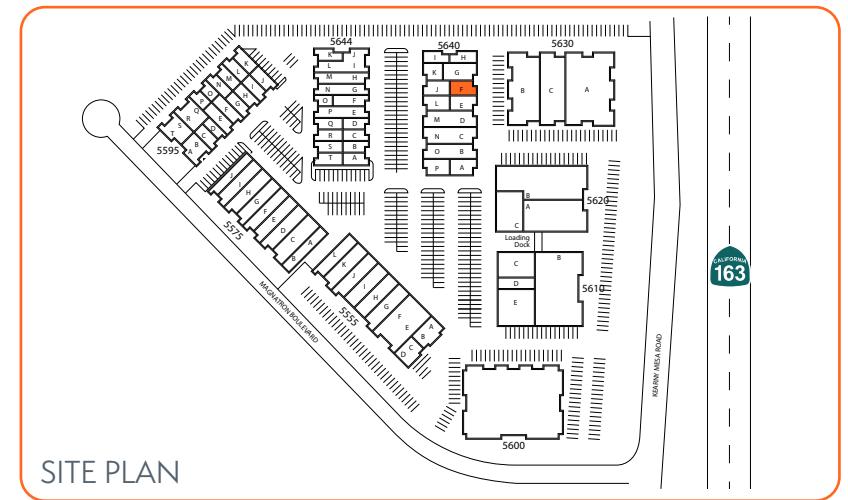 5644
K J
L I
M H
N G
O F
P E
Q D
R C
S B
T A
5640
I H
K G
J F
L E
M D
N C
O B
P A
5630
B C A
5595
K
L J
M I
N H
O G
P F
Q E
R D
S C
T B
A
5575
J
I
H
G
F
E
D
C A
B
5555
L
K
J
I
H
G
F
E A
B
C
D
5620
B
A
C
Loading
Dock
5610
C B
D
E
5600
MAGNATRON BOULEVARD
KEARNY MESA ROAD
CALIFORNIA
163
SITE PLAN